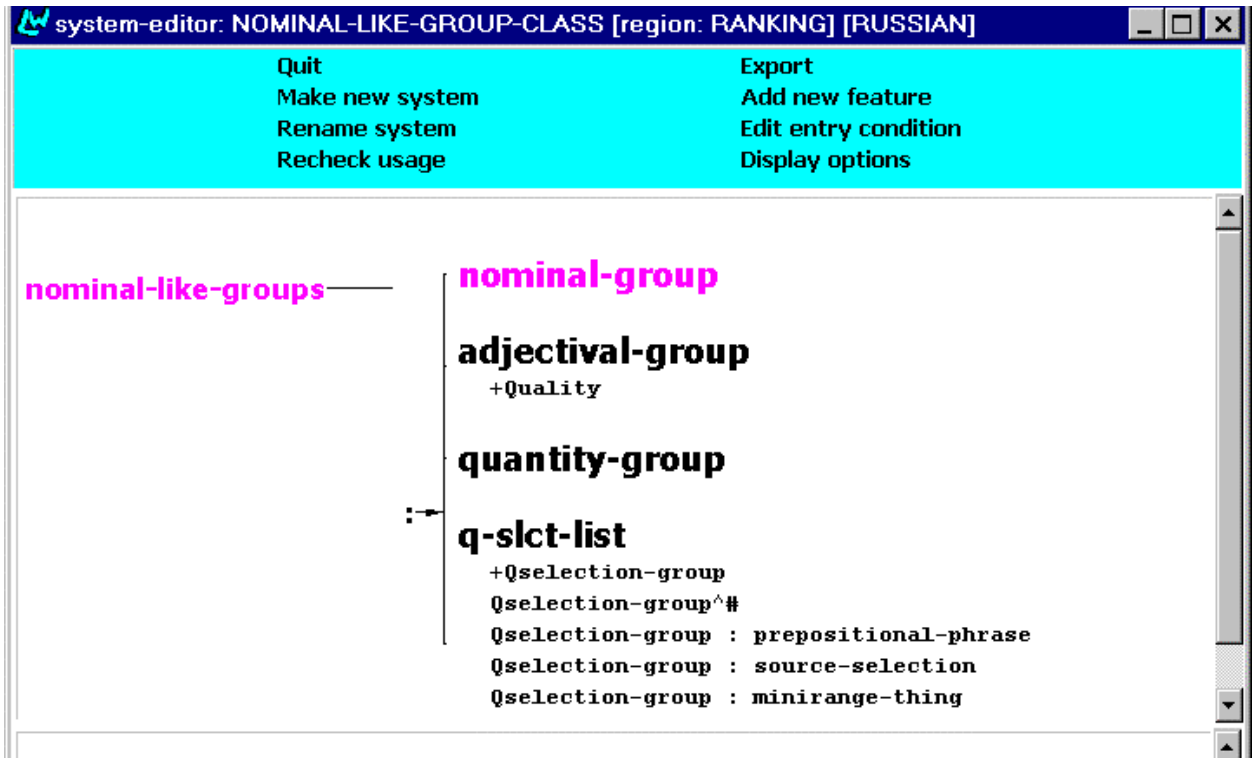 system-editor: NOMINAL-LIKE-GROUP-CLASS [region: RANKING] [RUSSIAN]
Quit Export
Make new system Add new feature
Rename system Edit entry condition
Recheck usage Display options
nominal-like-groups
nominal-group
adjectival-group
+Quality
quantity-group
:
q-slct-list
+Qselection-group
Qselection-group^#
Qselection-group : prepositional-phrase
Qselection-group : source-selection
Qselection-group : minirange-thing